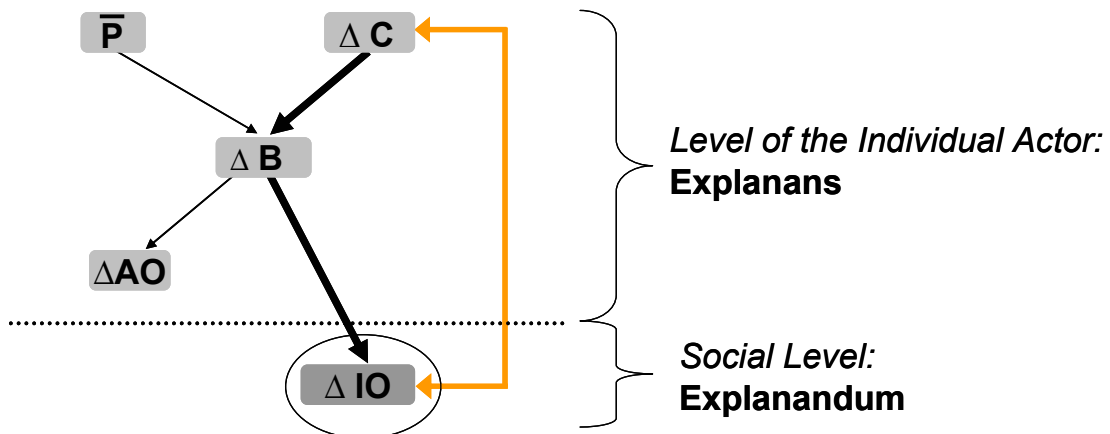 P̅
Δ C
Δ B
ΔAO
Δ IO
Level of the Individual Actor:
Explanans
Social Level:
Explanandum